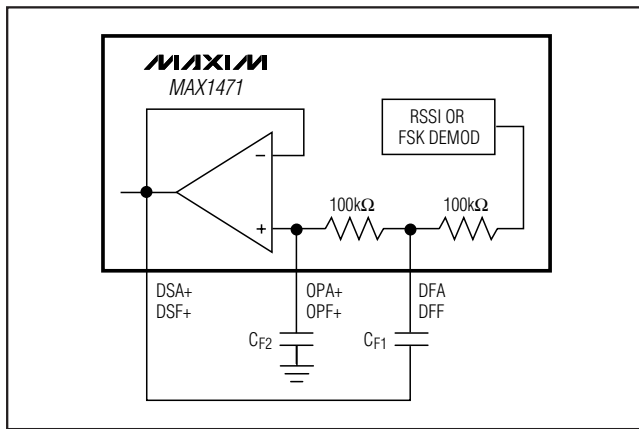 MAXIM
MAX1471
RSSI OR
FSK DEMOD
−
+
100kΩ
100kΩ
DSA+
DSF+
OPA+
OPF+
DFA
DFF
CF2
CF1